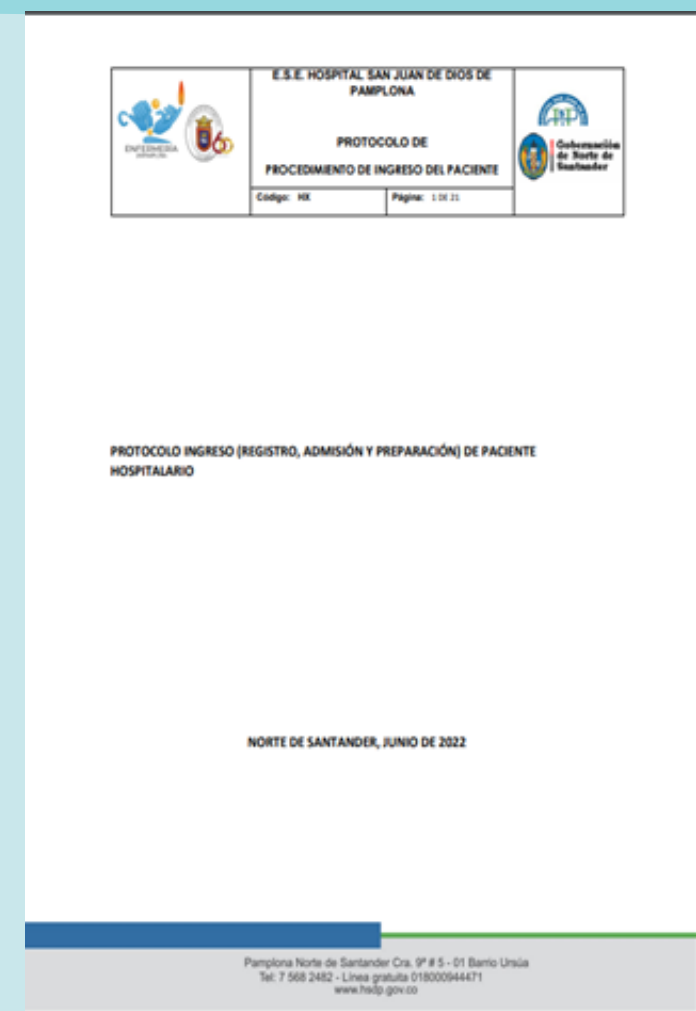 E.S.E. HOSPITAL SAN JUAN DE DIOS DE
PAMPLONA
PROTOCOLO DE
PROCEDIMIENTO DE INGRESO DEL PACIENTE
Código: HX
Página: 1 DE 21
ENFERMERÍA
60
Gobernación
de Norte de
Santander
PROTOCOLO INGRESO (REGISTRO, ADMISIÓN Y PREPARACIÓN) DE PACIENTE
HOSPITALARIO
NORTE DE SANTANDER, JUNIO DE 2022
Pamplona Norte de Santander Cra. 9ª # 5 - 01 Barrio Ursúa
Tel: 7 568 2482 - Línea gratuita 018000944471
www.hsdp.gov.co